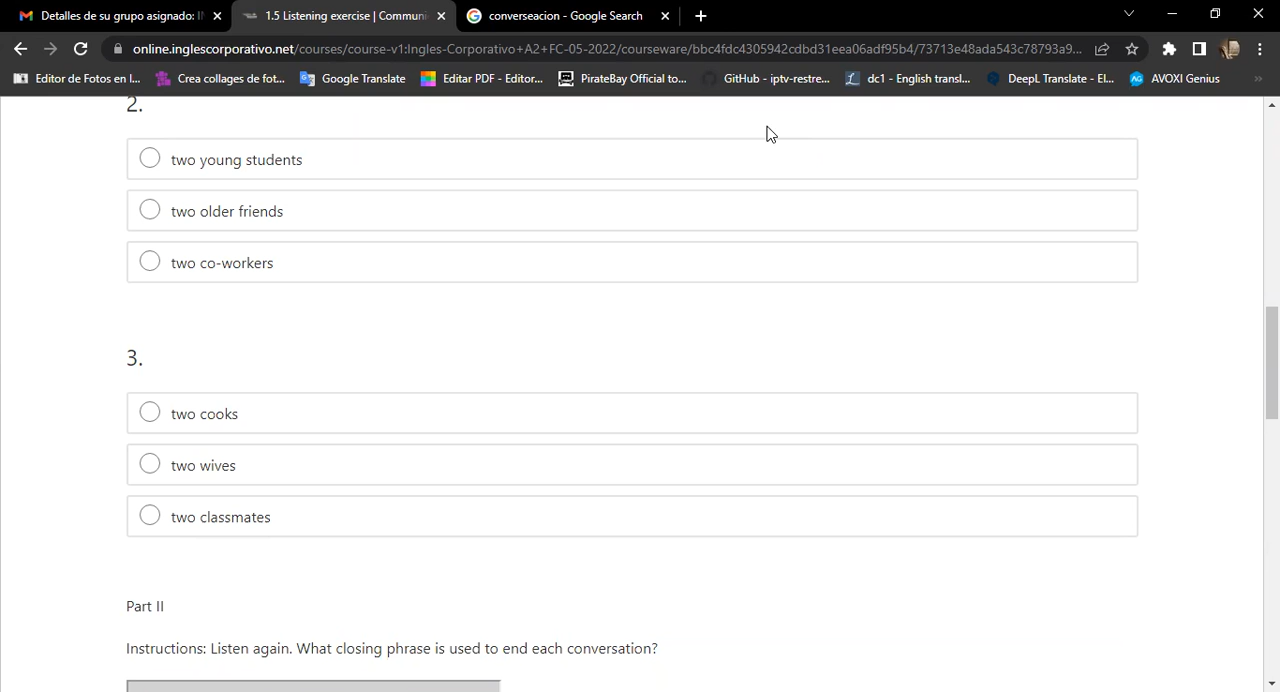 Detalles de su grupo asignado: I
1.5 Listening exercise | Communi
converseacion - Google Search
online.inglescorporativo.net/courses/course-v1:Ingles-Corporativo+A2+FC-05-2022/courseware/bbc4fdc4305942cdbd31eea06adf95b4/73713e48ada543c78793a9...
Editor de Fotos en l...
Crea collages de fot...
Google Translate
Editar PDF - Editor...
PirateBay Official to...
GitHub - iptv-restre...
dc1 - English transl...
DeepL Translate - El...
AVOXI Genius
2.
two young students
two older friends
two co-workers
3.
two cooks
two wives
two classmates
Part II
Instructions: Listen again. What closing phrase is used to end each conversation?